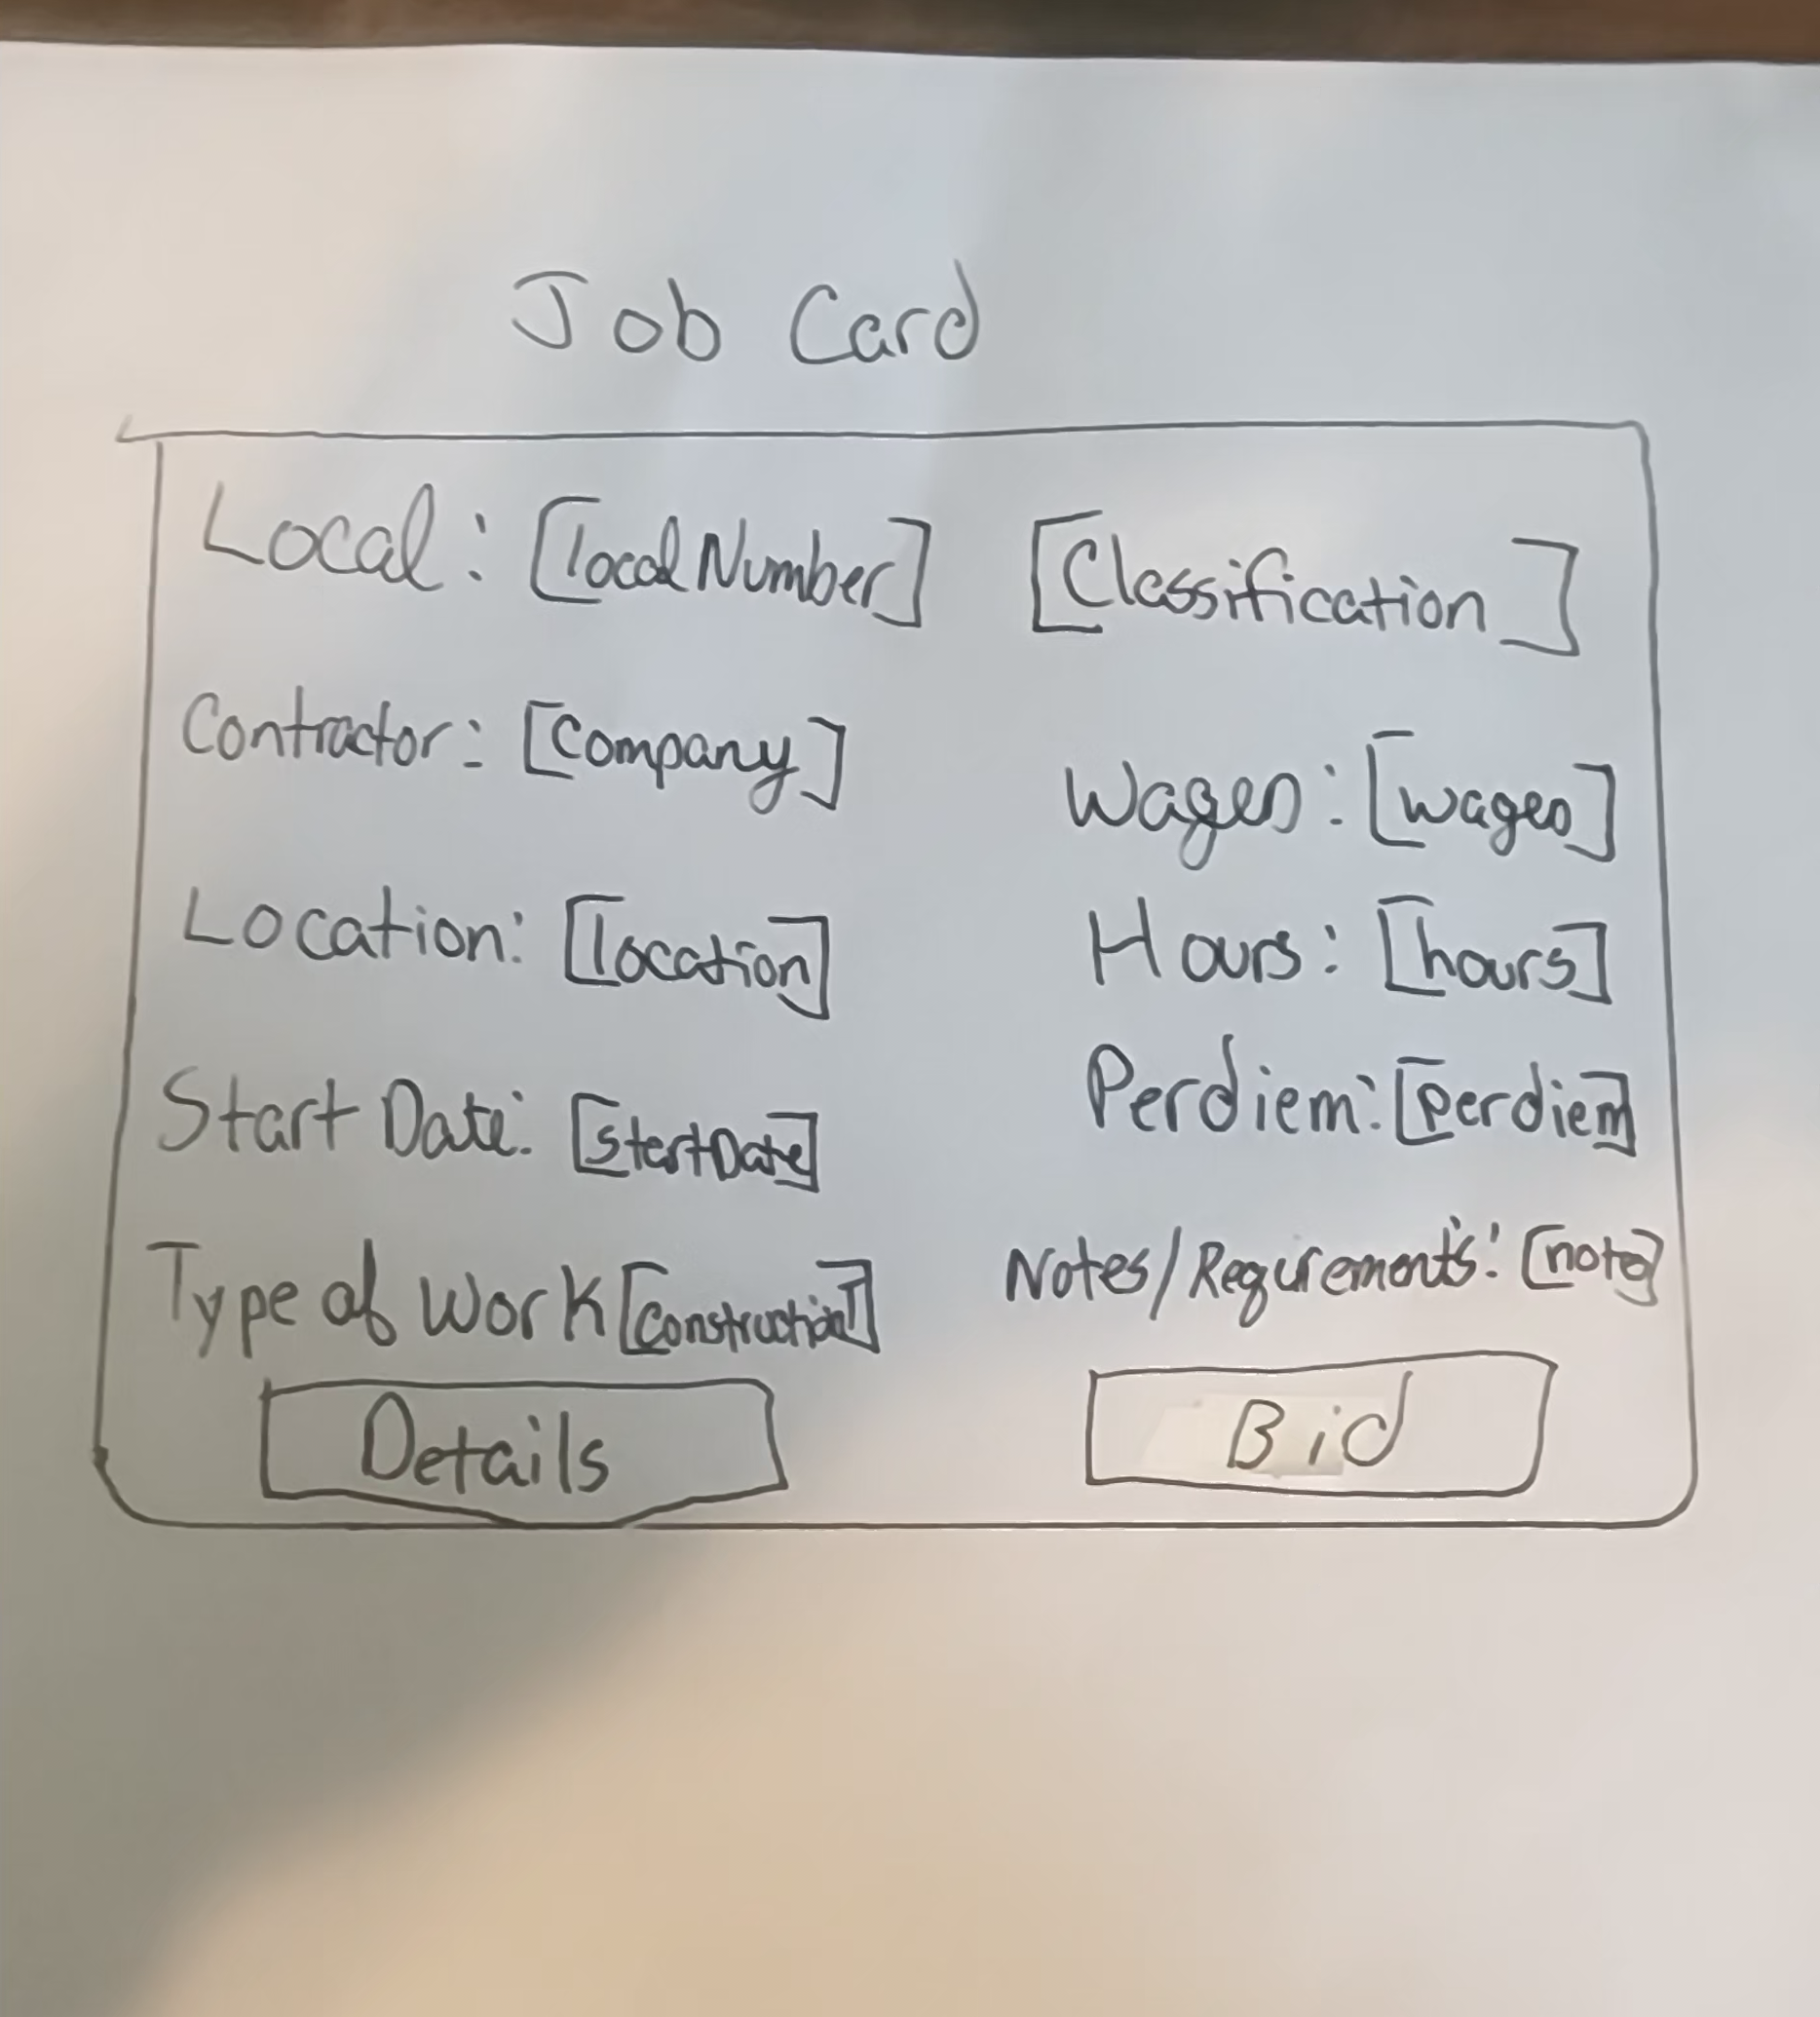 Job Card
Local: [localNumber] [Classification]
Contractor: [Company]
Wages: [wages]
Location: [location]
Hours: [hours]
Start Date: [startDate]
Perdiem: [perdiem]
Type of Work [construction]
Notes/Requirements: [note]
Details
Bid